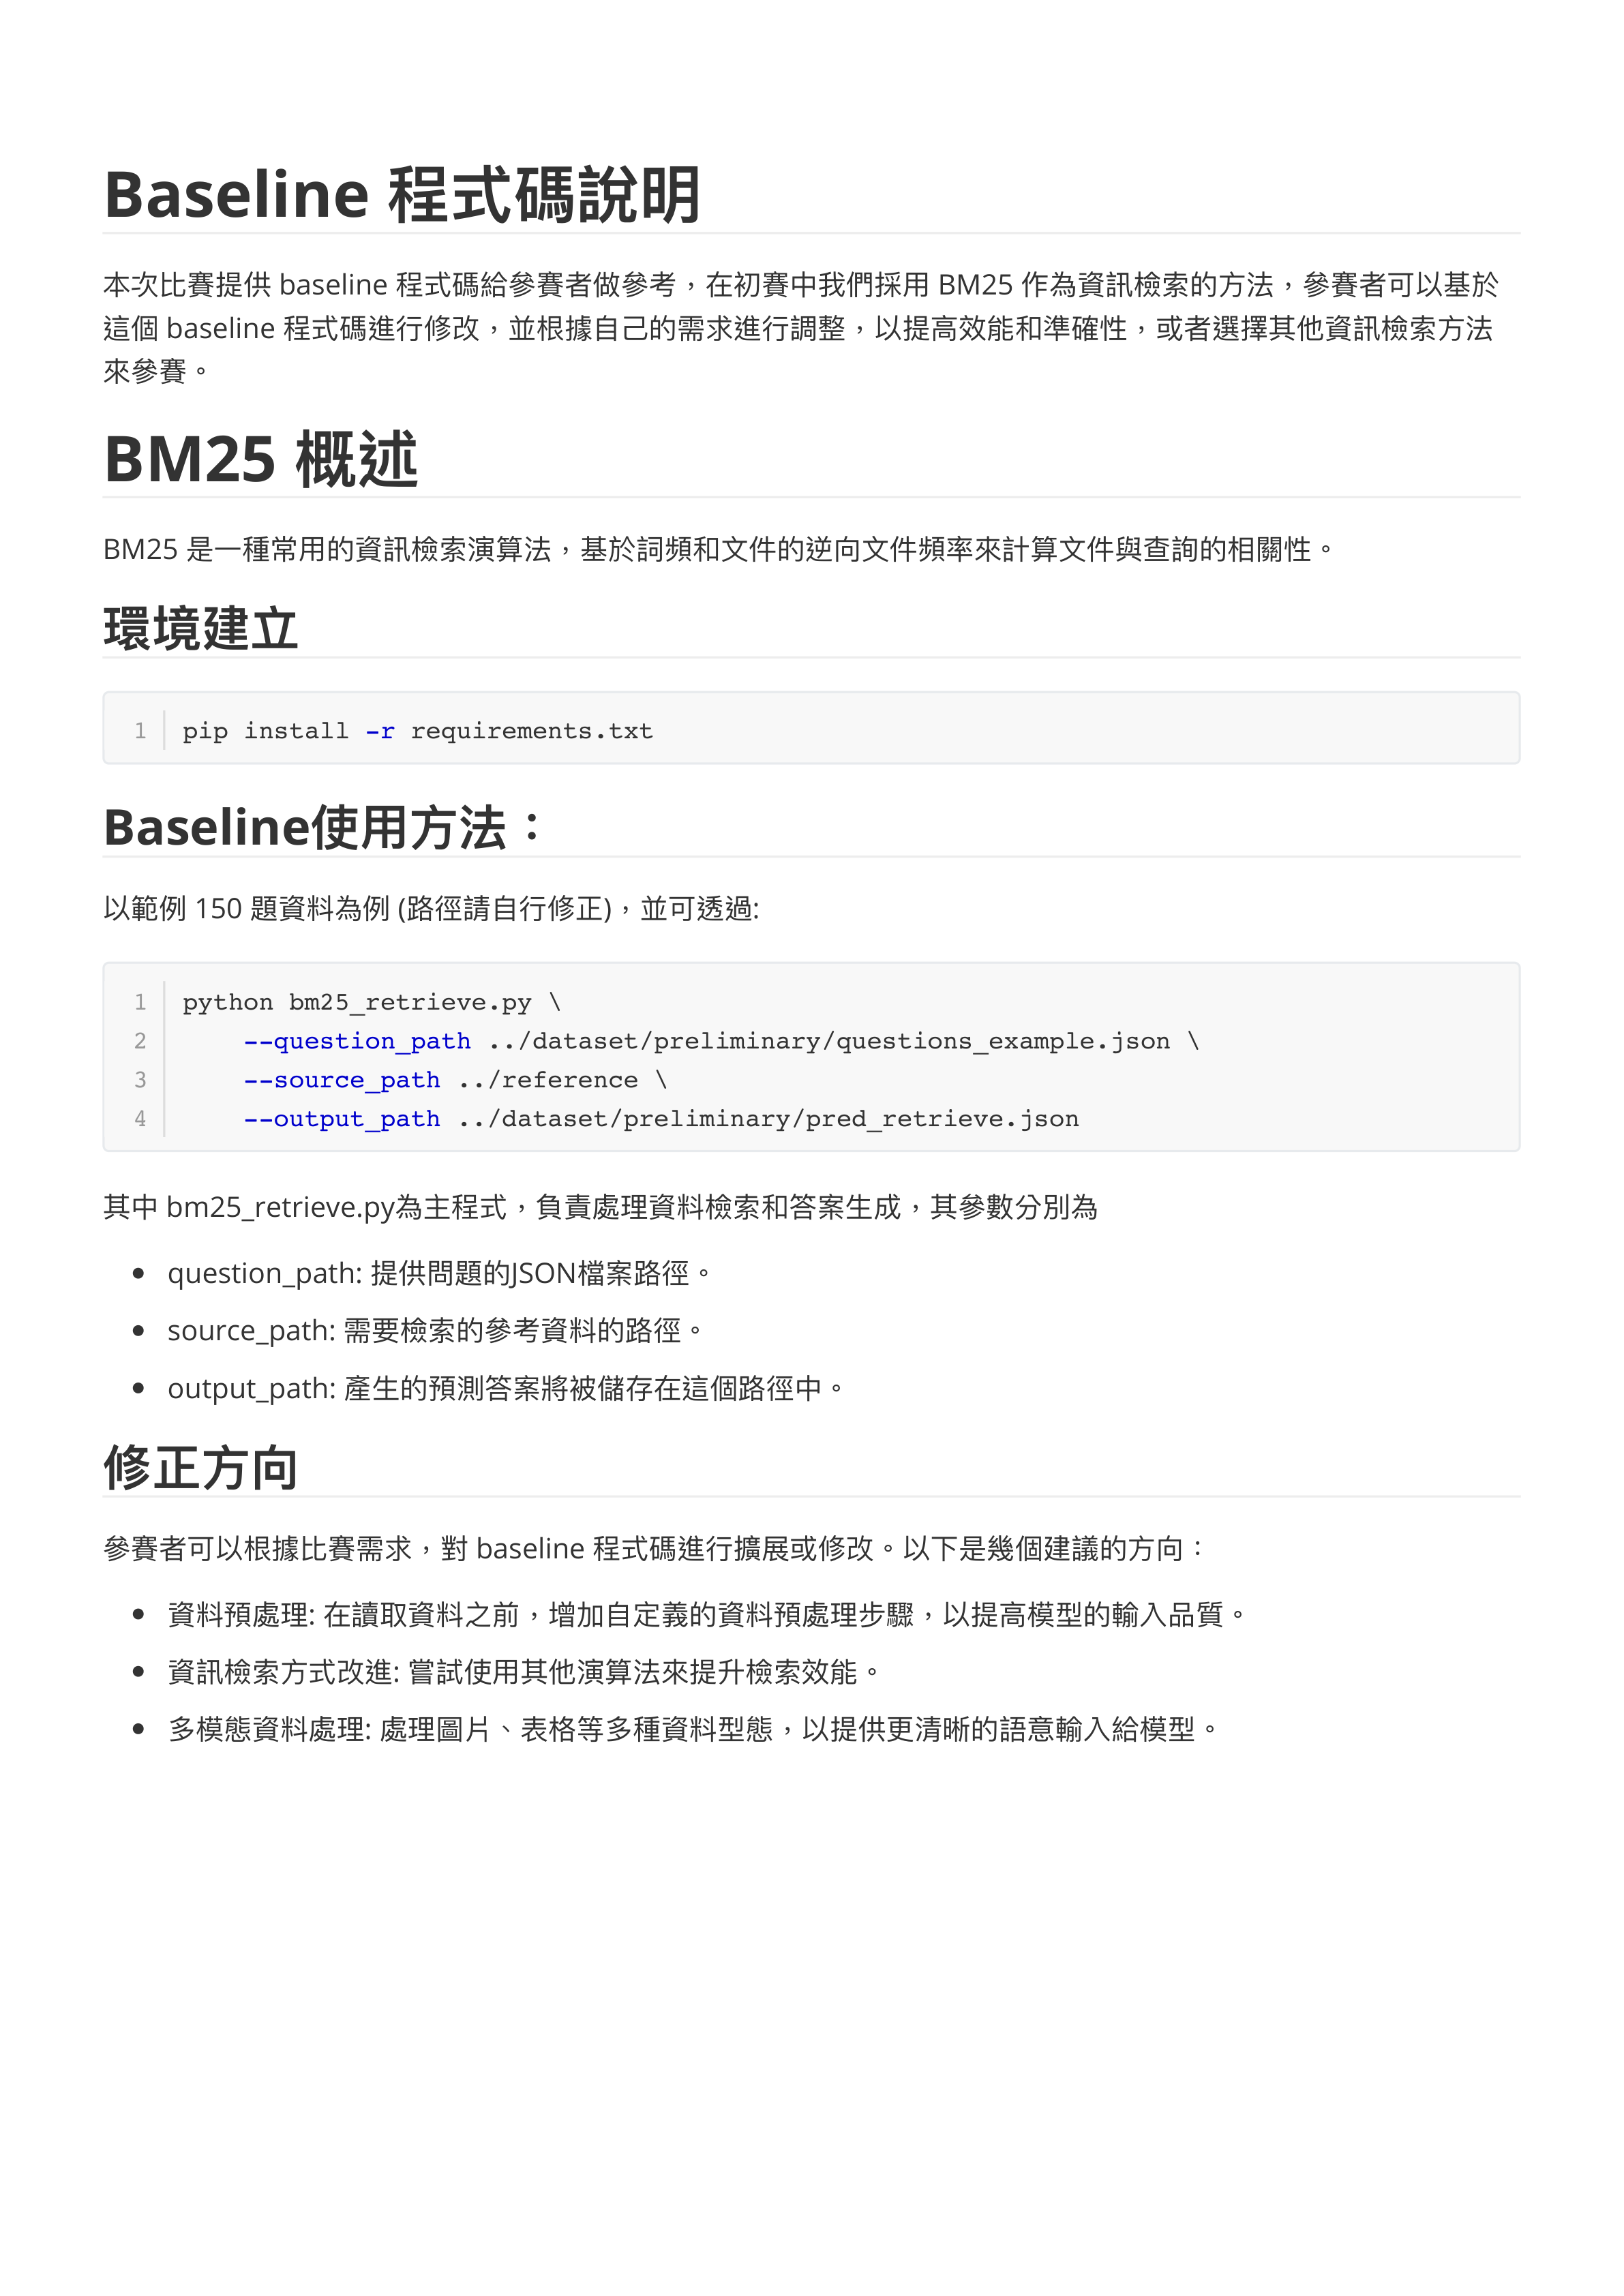 Baseline 程式碼說明
本次比賽提供 baseline 程式碼給參賽者做參考，在初賽中我們採用 BM25 作為資訊檢索的方法，參賽者可以基於
這個 baseline 程式碼進行修改，並根據自己的需求進行調整，以提高效能和準確性，或者選擇其他資訊檢索方法
來參賽。
BM25 概述
BM25 是一種常用的資訊檢索演算法，基於詞頻和文件的逆向文件頻率來計算文件與查詢的相關性。
環境建立
1 pip install -r requirements.txt
Baseline使用方法：
以範例 150 題資料為例 (路徑請自行修正)，並可透過:
1 python bm25_retrieve.py \
2     --question_path ../dataset/preliminary/questions_example.json \
3     --source_path ../reference \
4     --output_path ../dataset/preliminary/pred_retrieve.json
其中 bm25_retrieve.py為主程式，負責處理資料檢索和答案生成，其參數分別為
• question_path: 提供問題的JSON檔案路徑。
• source_path: 需要檢索的參考資料的路徑。
• output_path: 產生的預測答案將被儲存在這個路徑中。
修正方向
參賽者可以根據比賽需求，對 baseline 程式碼進行擴展或修改。以下是幾個建議的方向：
• 資料預處理: 在讀取資料之前，增加自定義的資料預處理步驟，以提高模型的輸入品質。
• 資訊檢索方式改進: 嘗試使用其他演算法來提升檢索效能。
• 多模態資料處理: 處理圖片、表格等多種資料型態，以提供更清晰的語意輸入給模型。